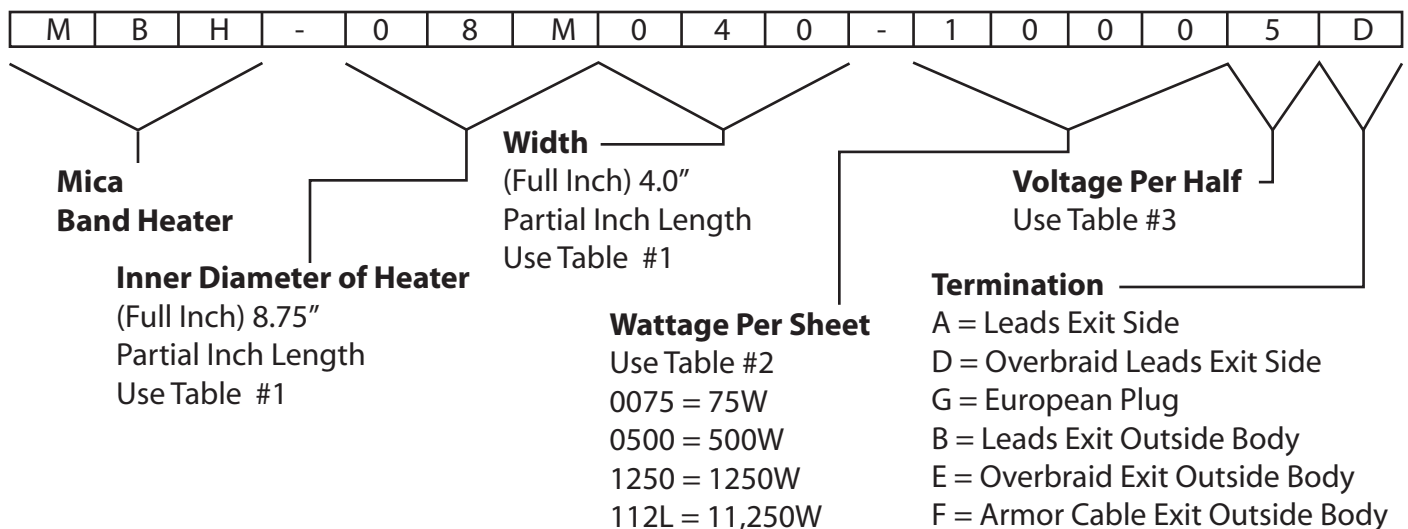 M B H - 0 8 M 0 4 0 - 1 0 0 0 5 D
Mica
Band Heater
Inner Diameter of Heater
(Full Inch) 8.75”
Partial Inch Length
Use Table #1
Width
(Full Inch) 4.0”
Partial Inch Length
Use Table #1
Wattage Per Sheet
Use Table #2
0075 = 75W
0500 = 500W
1250 = 1250W
112L = 11,250W
Voltage Per Half
Use Table #3
Termination
A = Leads Exit Side
D = Overbraid Leads Exit Side
G = European Plug
B = Leads Exit Outside Body
E = Overbraid Exit Outside Body
F = Armor Cable Exit Outside Body